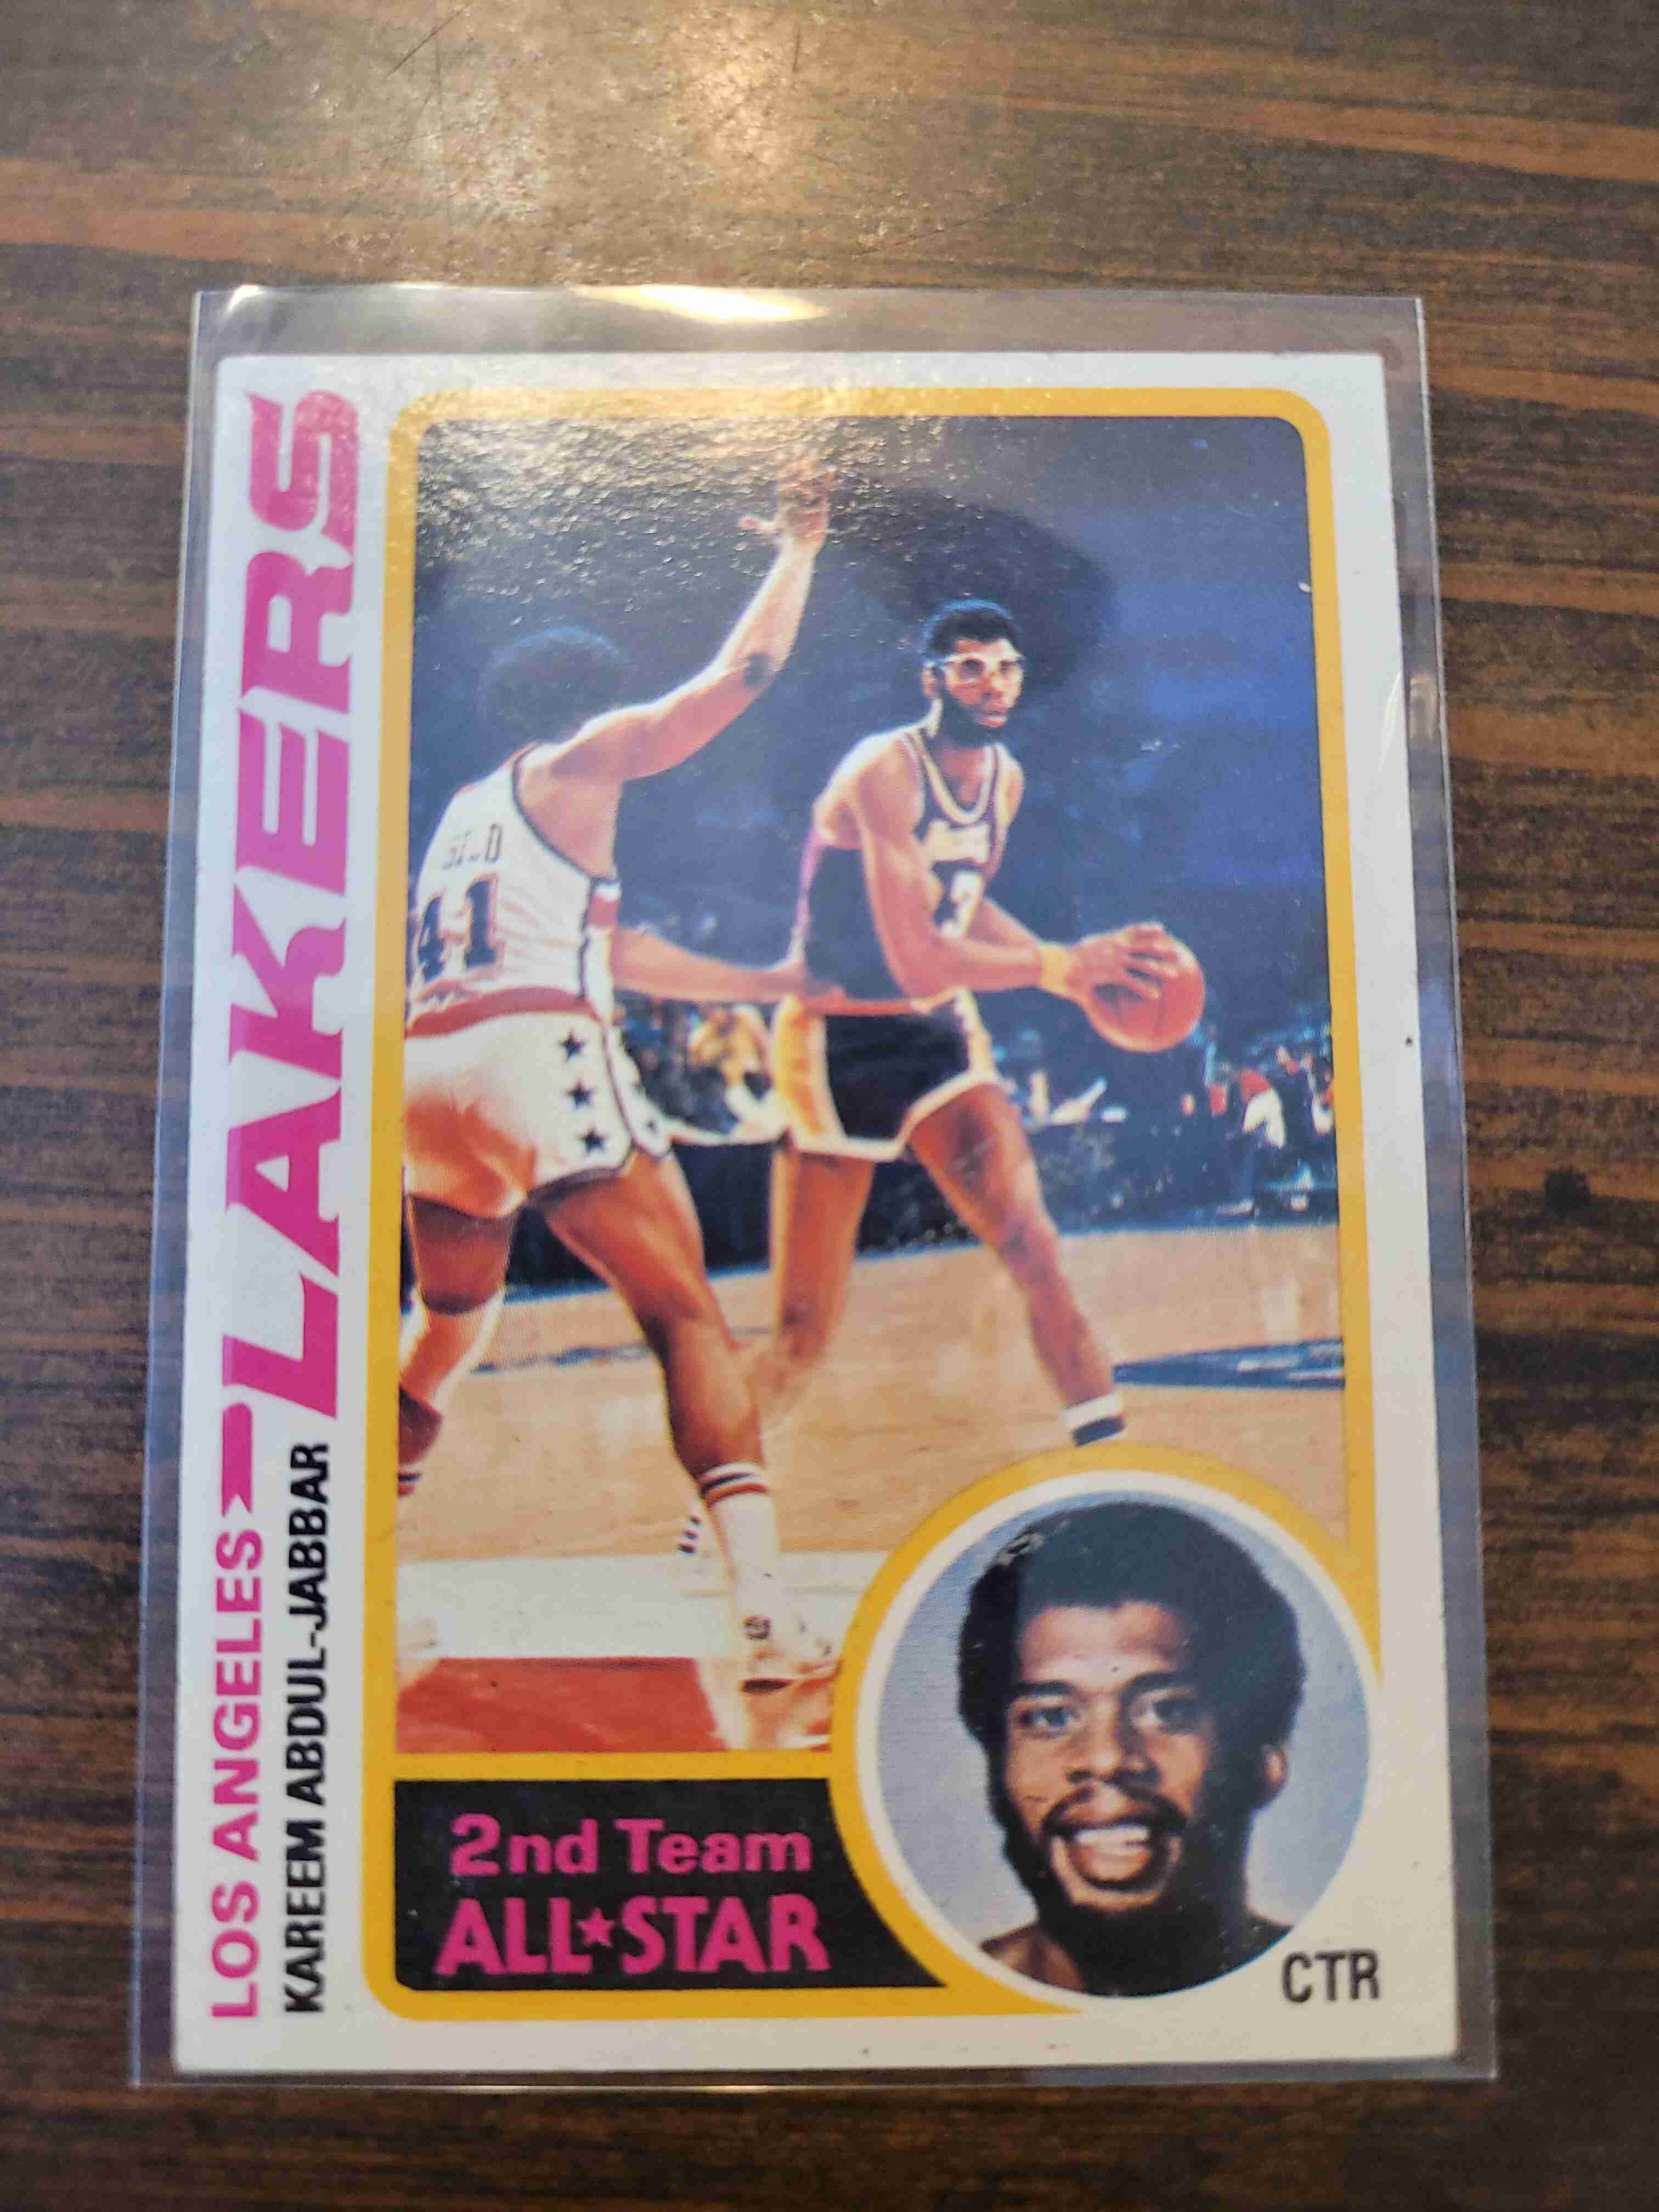 LOS ANGELES LAKERS
KAREEM ABDUL-JABBAR
41
2nd Team
ALL★STAR
CTR